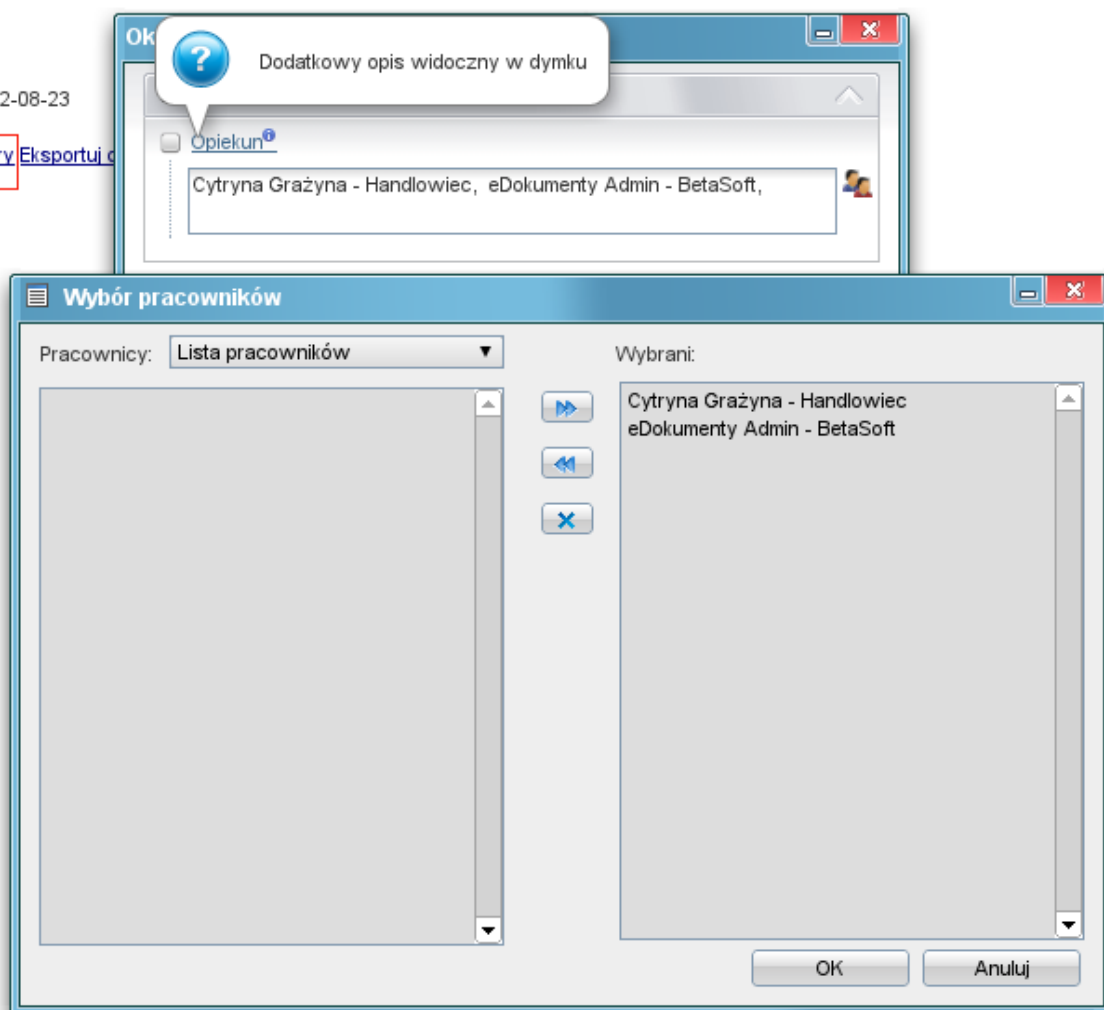 Ok
Dodatkowy opis widoczny w dymku
2-08-23
Opiekun
ry Eksportuj
Cytryna Grażyna - Handlowiec, eDokumenty Admin - BetaSoft,
Wybór pracowników
Pracownicy: Lista pracowników
Wybrani:
Cytryna Grażyna - Handlowiec
eDokumenty Admin - BetaSoft
OK
Anuluj